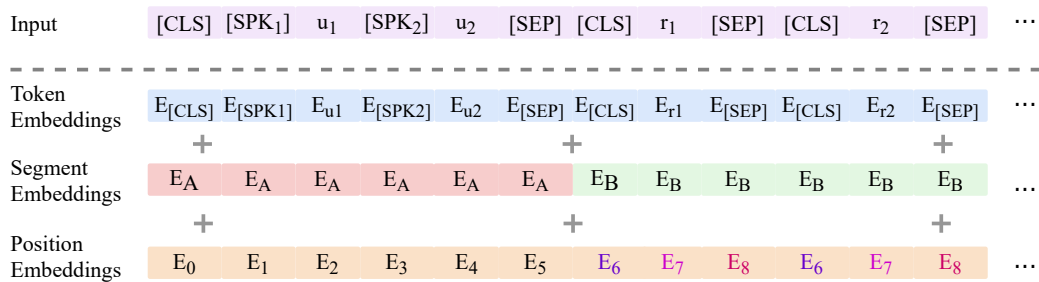 Input [CLS] [SPK₁] u₁ [SPK₂] u₂ [SEP] [CLS] r₁ [SEP] [CLS] r₂ [SEP] ...
Token Embeddings E[CLS] E[SPK1] Eu1 E[SPK2] Eu2 E[SEP] E[CLS] Er1 E[SEP] E[CLS] Er2 E[SEP] ...
+ + +
Segment Embeddings EA EA EA EA EA EA EB EB EB EB EB EB ...
+ + +
Position Embeddings E₀ E₁ E₂ E₃ E₄ E₅ E₆ E₇ E₈ E₆ E₇ E₈ ...